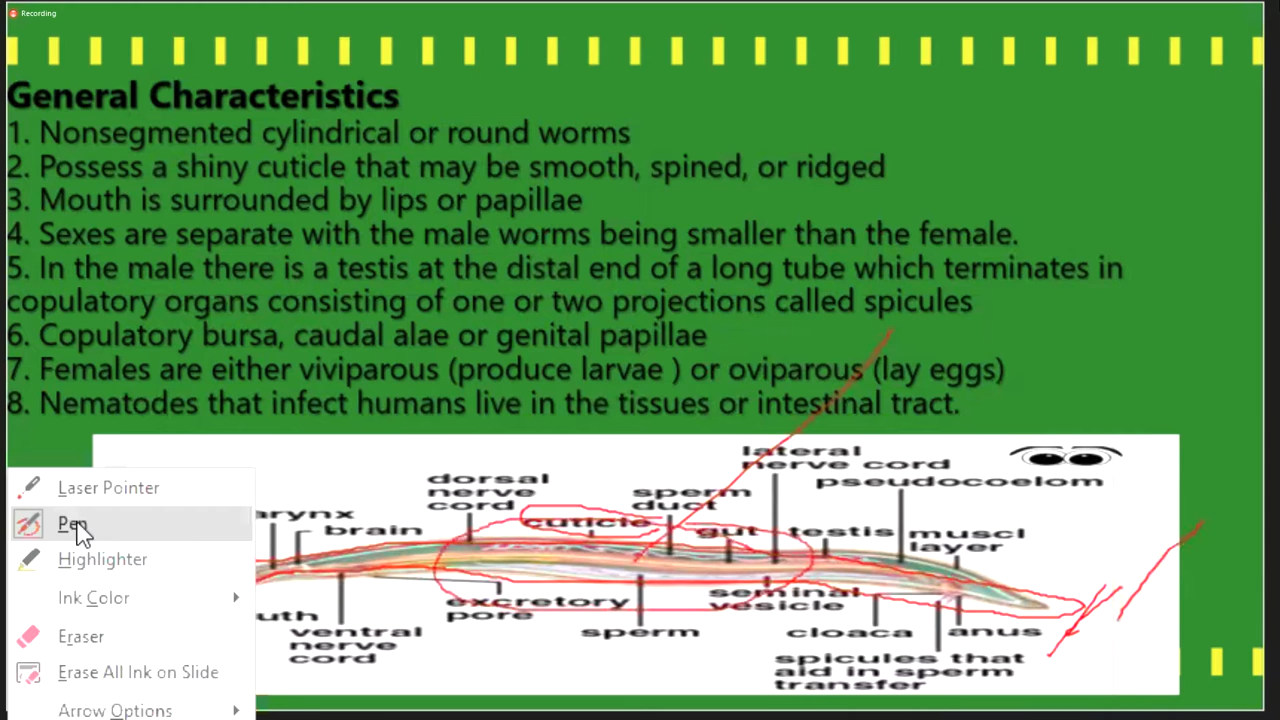 Recording
General Characteristics
1. Nonsegmented cylindrical or round worms
2. Possess a shiny cuticle that may be smooth, spined, or ridged
3. Mouth is surrounded by lips or papillae
4. Sexes are separate with the male worms being smaller than the female.
5. In the male there is a testis at the distal end of a long tube which terminates in
copulatory organs consisting of one or two projections called spicules
6. Copulatory bursa, caudal alae or genital papillae
7. Females are either viviparous (produce larvae ) or oviparous (lay eggs)
8. Nematodes that infect humans live in the tissues or intestinal tract.
lateral
nerve cord
pseudocoelom
dorsal
nerve
cord
sperm
duct
cuticle
gut
testis
muscl
layer
arynx
brain
excretory
pore
seminal
vesicle
uth
ventral
nerve
cord
sperm
cloaca
anus
spicules that
aid in sperm
transfer
Laser Pointer
Pen
Highlighter
Ink Color
Eraser
Erase All Ink on Slide
Arrow Options